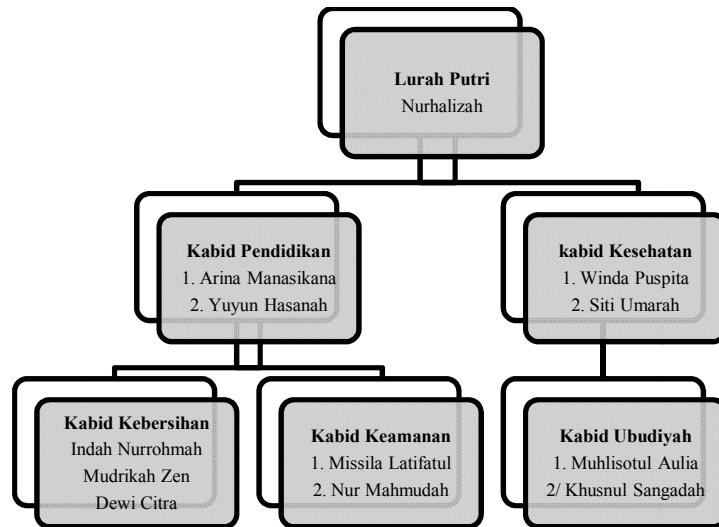 Lurah Putri
Nurhalizah
Kabid Pendidikan
1. Arina Manasikana
2. Yuyun Hasanah
kabid Kesehatan
1. Winda Puspita
2. Siti Umarah
Kabid Kebersihan
Indah Nurrohmah
Mudrikah Zen
Dewi Citra
Kabid Keamanan
1. Missila Latifatul
2. Nur Mahmudah
Kabid Ubudiyah
1. Muhlisotul Aulia
2/ Khusnul Sangadah